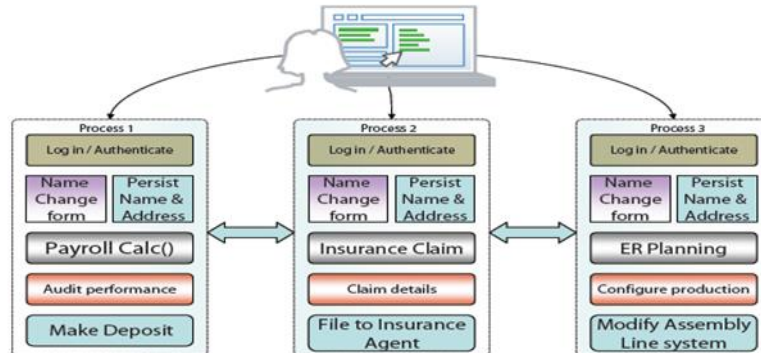 Process 1
Log in / Authenticate
Name
Change
form
Persist
Name &
Address
Payroll Calc()
Audit performance
Make Deposit
Process 2
Log in / Authenticate
Name
Change
form
Persist
Name &
Address
Insurance Claim
Claim details
File to Insurance
Agent
Process 3
Log in / Authenticate
Name
Change
form
Persist
Name &
Address
ER Planning
Configure production
Modify Assembly
Line system